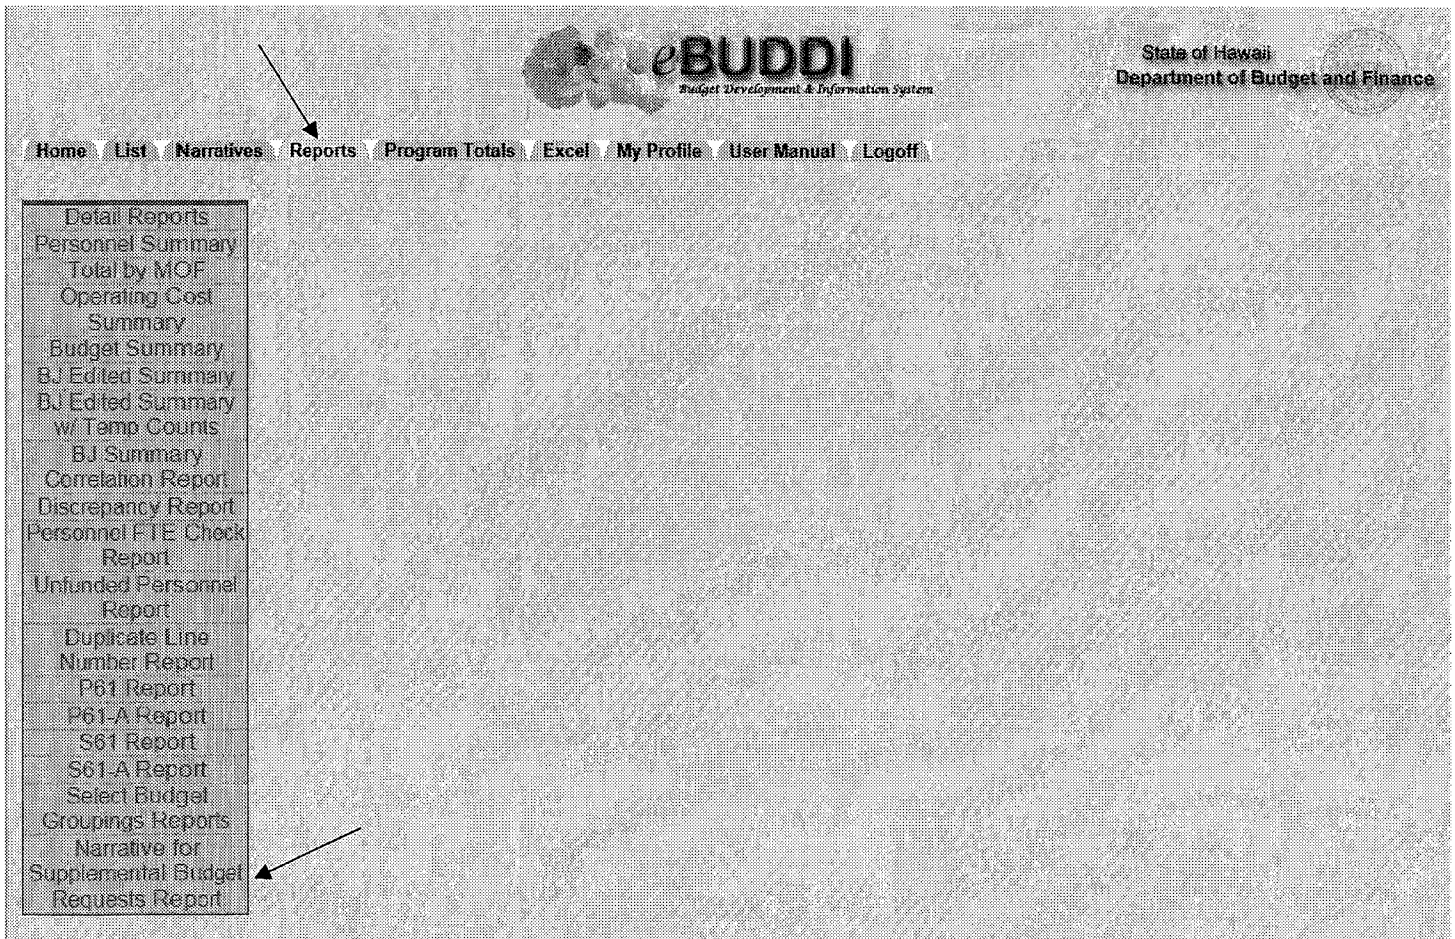 eBUDDI
Budget Development & Information System
State of Hawaii
Department of Budget and Finance
Home List Narratives Reports Program Totals Excel My Profile User Manual Logoff
Detail Reports
Personnel Summary
Total by MOF
Operating Cost
Summary
Budget Summary
BJ Edited Summary
BJ Edited Summary
w/ Temp Counts
BJ Summary
Correlation Report
Discrepancy Report
Personnel FTE Check
Report
Unfunded Personnel
Report
Duplicate Line
Number Report
P61 Report
P61-A Report
S61 Report
S61-A Report
Select Budget
Groupings Reports
Narrative for
Supplemental Budget
Requests Report